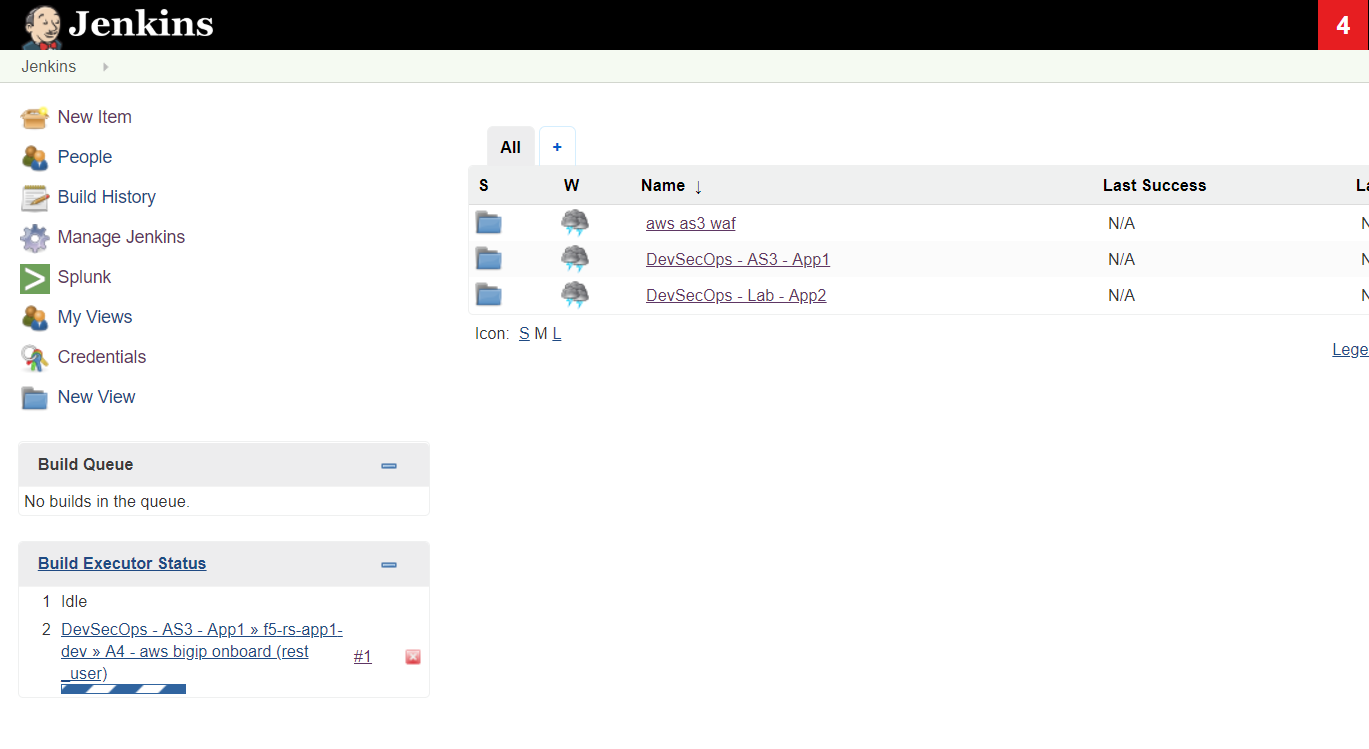 Jenkins
4
Jenkins
New Item
People
Build History
Manage Jenkins
Splunk
My Views
Credentials
New View
Build Queue
No builds in the queue.
Build Executor Status
1 Idle
2 DevSecOps - AS3 - App1 » f5-rs-app1-
dev » A4 - aws bigip onboard (rest
_user)
#1
All +
S W Name ↓ Last Success La
aws as3 waf N/A N
DevSecOps - AS3 - App1 N/A N
DevSecOps - Lab - App2 N/A N
Icon: S M L
Lege